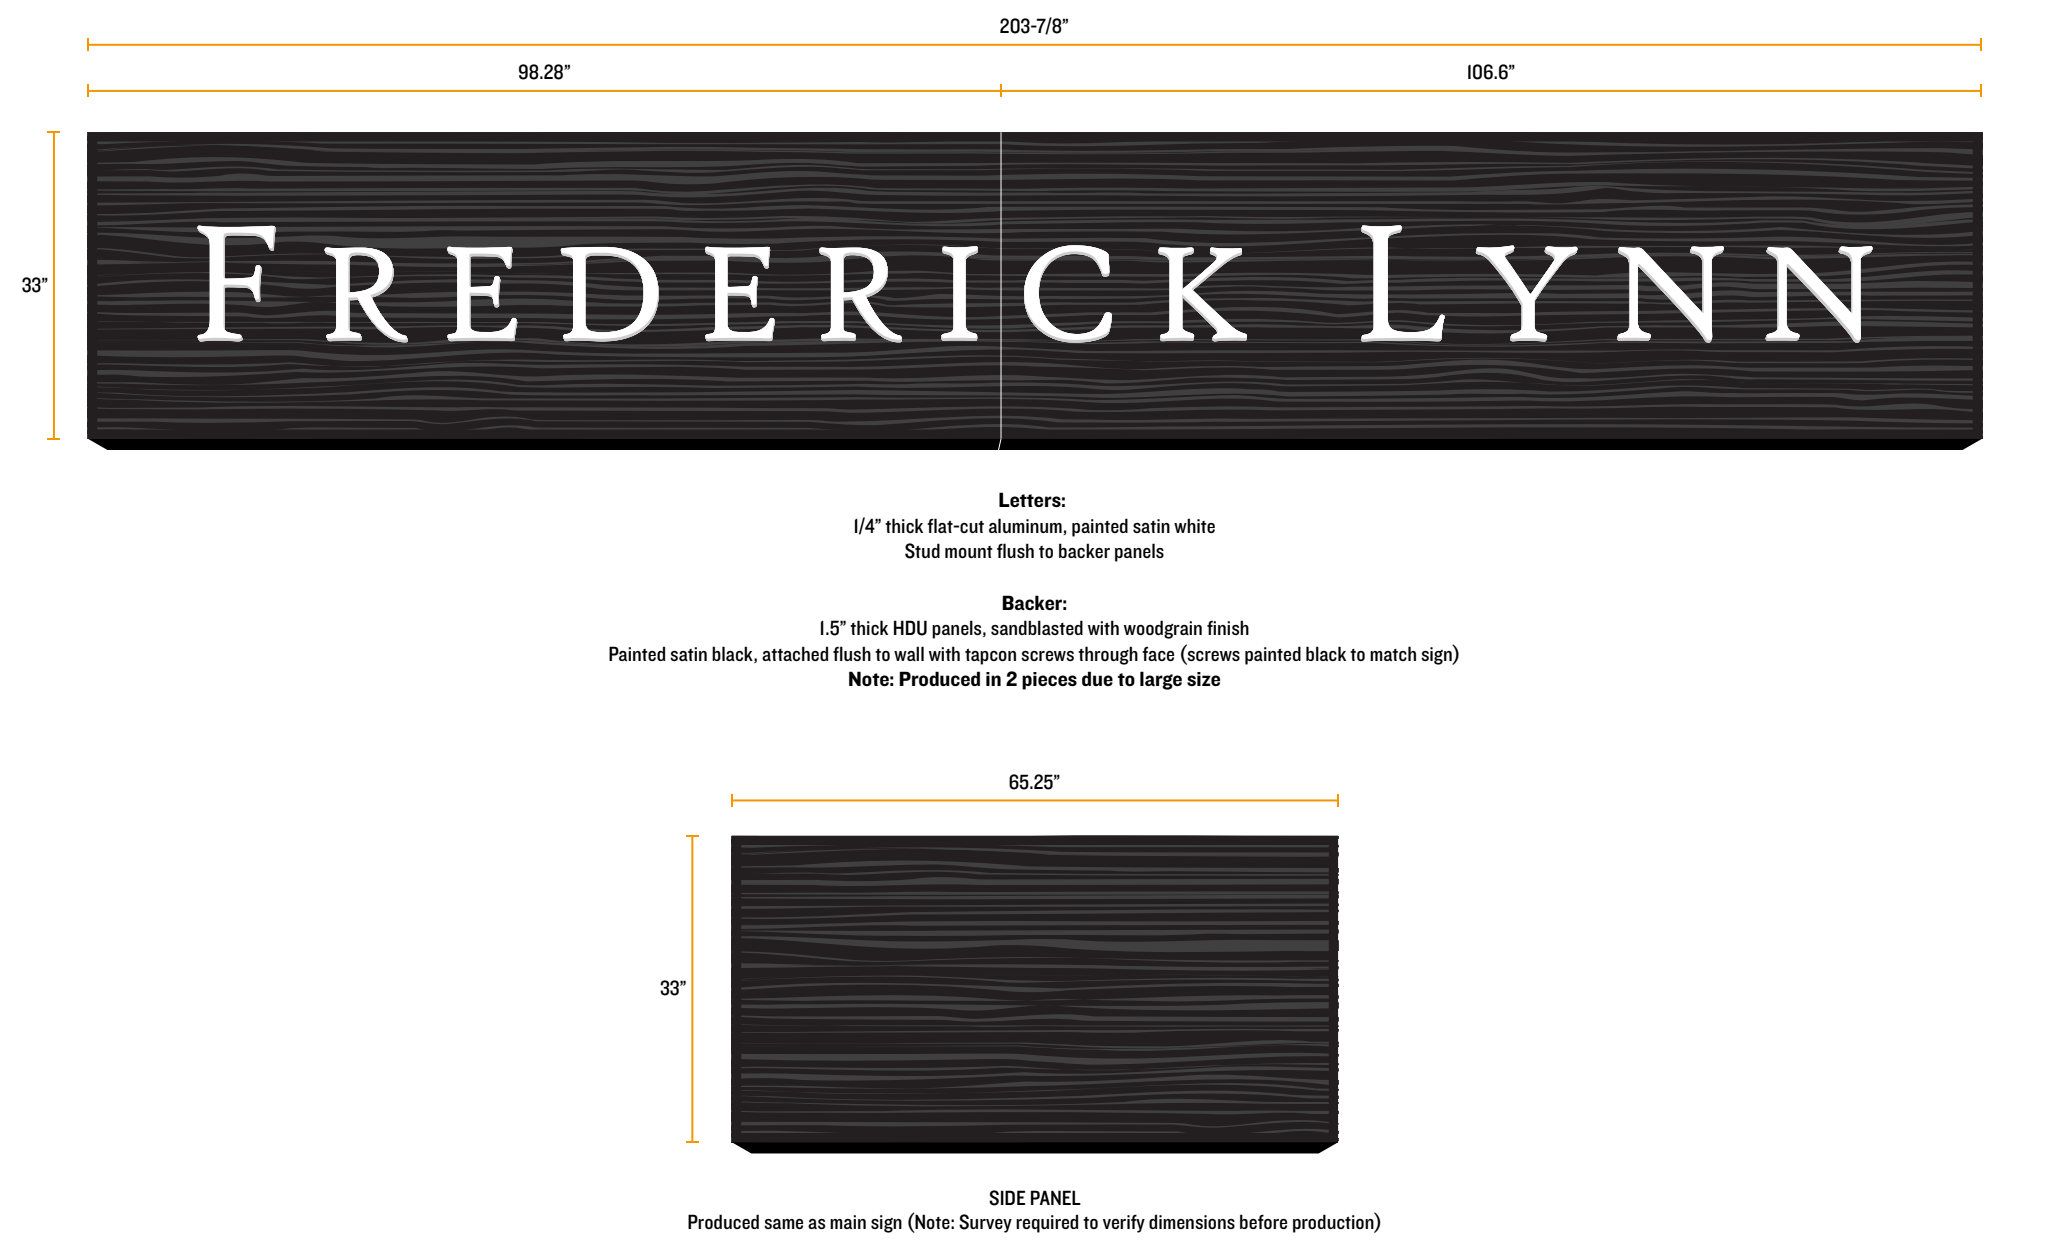 203-7/8”
98.28”
106.6”
33”
FREDERICK LYNN
Letters:
1/4” thick flat-cut aluminum, painted satin white
Stud mount flush to backer panels
Backer:
1.5” thick HDU panels, sandblasted with woodgrain finish
Painted satin black, attached flush to wall with tapcon screws through face (screws painted black to match sign)
Note: Produced in 2 pieces due to large size
65.25”
33”
SIDE PANEL
Produced same as main sign (Note: Survey required to verify dimensions before production)